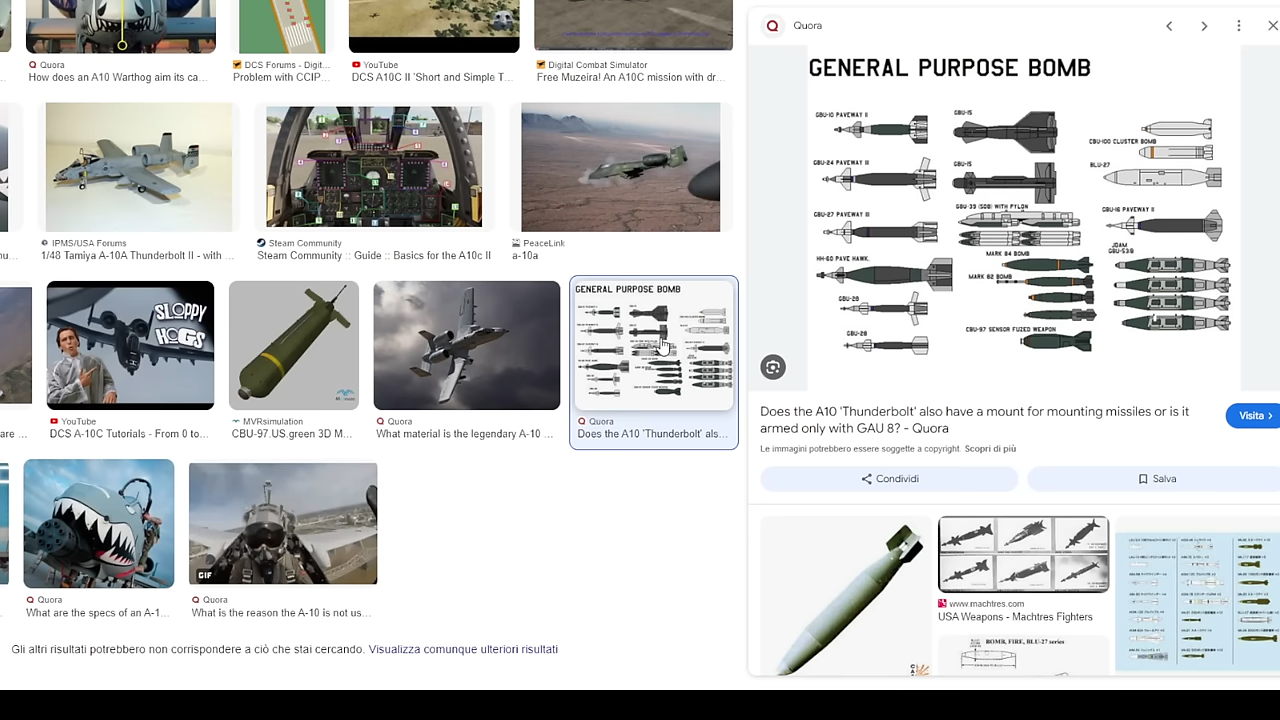 Quora
How does an A10 Warthog aim its ca...
DCS Forums - Digit...
Problem with CCIP...
YouTube
DCS A10C II 'Short and Simple T...
Digital Combat Simulator
Free Muzeira! An A10C mission with dr...
IPMS/USA Forums
1/48 Tamiya A-10A Thunderbolt II - with ...
Steam Community
Steam Community :: Guide :: Basics for the A10c II
PeaceLink
a-10a
SLOPPY
HOGS
YouTube
DCS A-10C Tutorials - From 0 to...
MVRsimulation
CBU-97.US.green 3D M...
Quora
What material is the legendary A-10 ...
GENERAL PURPOSE BOMB
Quora
Does the A10 'Thunderbolt' als...
Quora
What are the specs of an A-1...
GIF
Quora
What is the reason the A-10 is not us...
Gli altri risultati potrebbero non corrispondere a ciò che stai cercando. Visualizza comunque ulteriori risultati
Quora
GENERAL PURPOSE BOMB
GBU-10 PAVEWAY II
GBU-15
CBU-100 CLUSTER BOMB
GBU-24 PAVEWAY III
GBU-15
BLU-27
GBU-27 PAVEWAY III
GBU-39 (SDB) WITH PYLON
GBU-16 PAVEWAY II
HH-60 PAVE HAWK.
MARK 84 BOMB
JDAM
GBU-53/B
MARK 82 BOMB
GBU-28
GBU-28
CBU-97 SENSOR FUZED WEAPON
Does the A10 'Thunderbolt' also have a mount for mounting missiles or is it
armed only with GAU 8? - Quora
Visita
Le immagini potrebbero essere soggette a copyright. Scopri di più
Condividi
Salva
www.machtres.com
USA Weapons - Machtres Fighters
BOMB, FIRE, BLU-27 series